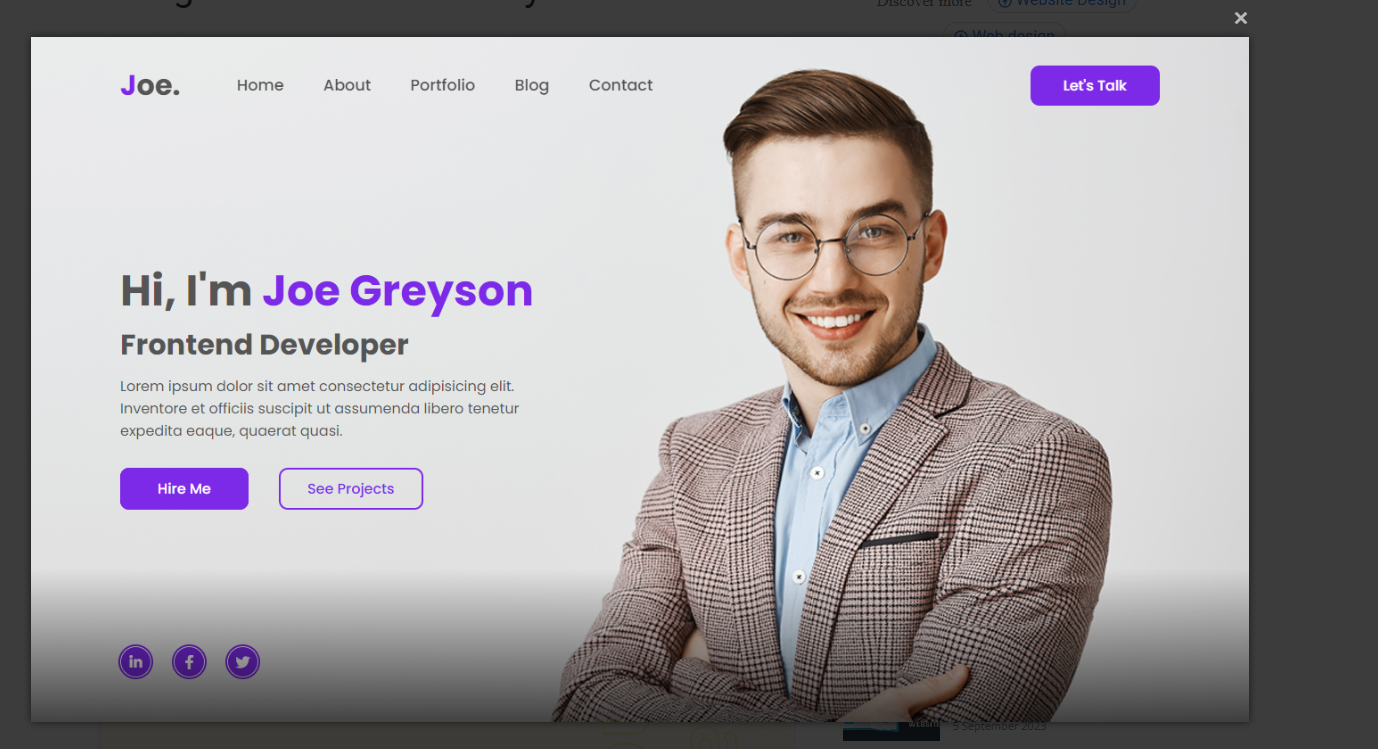 Discover more
Website Design
Web design
Joe.
Home
About
Portfolio
Blog
Contact
Let's Talk
Hi, I'm Joe Greyson
Frontend Developer
Lorem ipsum dolor sit amet consectetur adipisicing elit.
Inventore et officiis suscipit ut assumenda libero tenetur
expedita eaque, quaerat quasi.
Hire Me
See Projects
in
f
5 September 2023